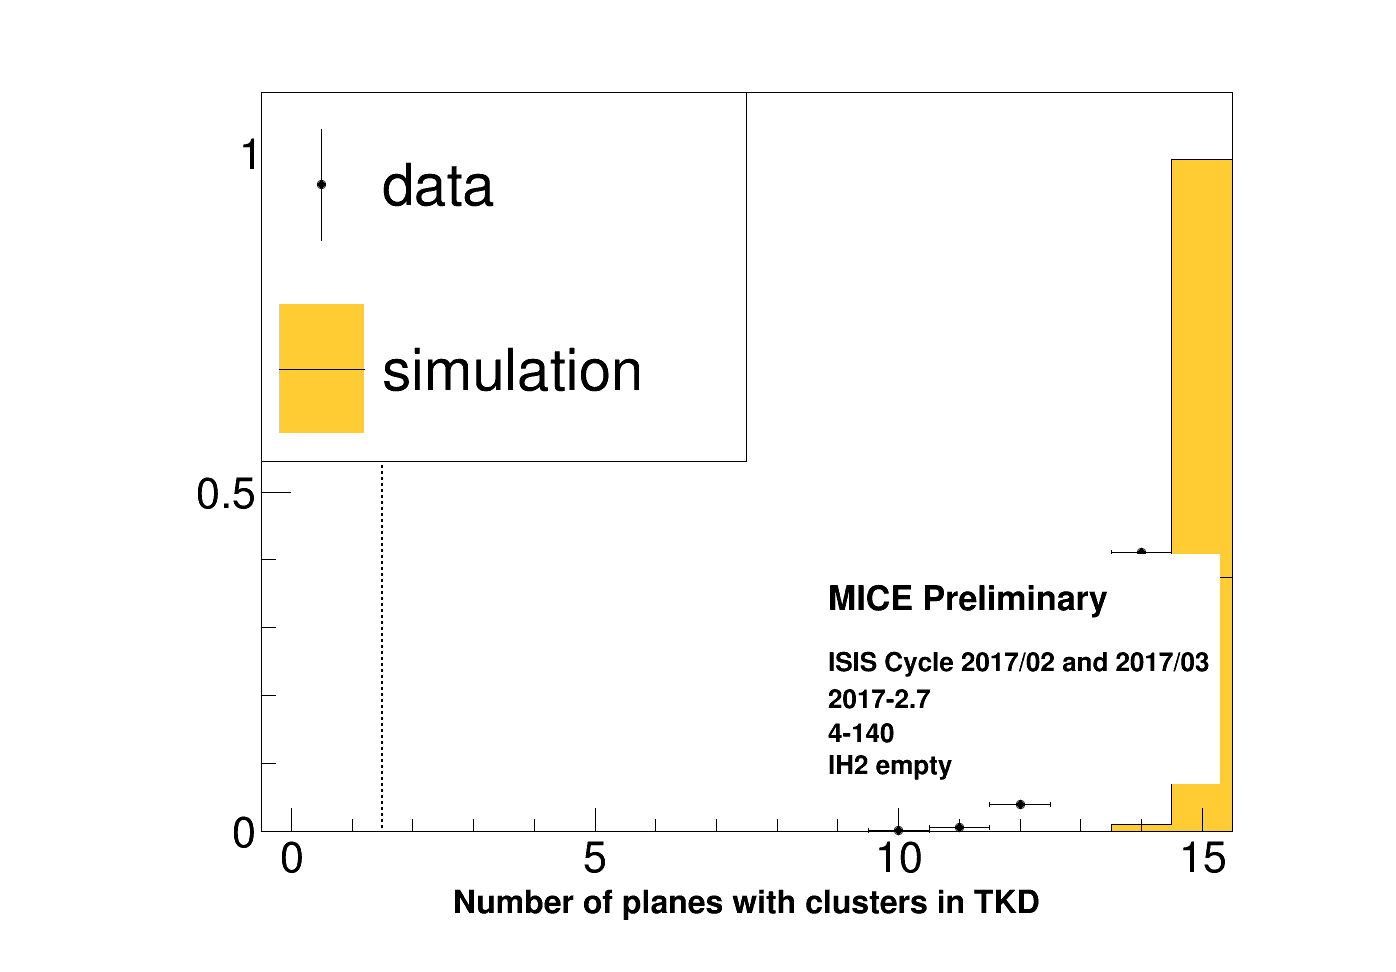 1
data
simulation
0.5
MICE Preliminary
ISIS Cycle 2017/02 and 2017/03
2017-2.7
4-140
IH2 empty
0
0 5 10 15
Number of planes with clusters in TKD